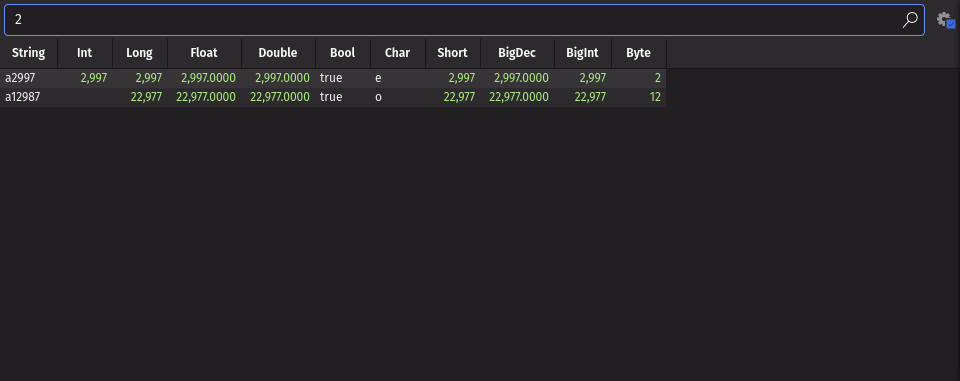 2
String Int Long Float Double Bool Char Short BigDec BigInt Byte
a2997 2,997 2,997 2,997.0000 2,997.0000 true e 2,997 2,997.0000 2,997 2
a12987 22,977 22,977.0000 22,977.0000 true o 22,977 22,977.0000 22,977 12